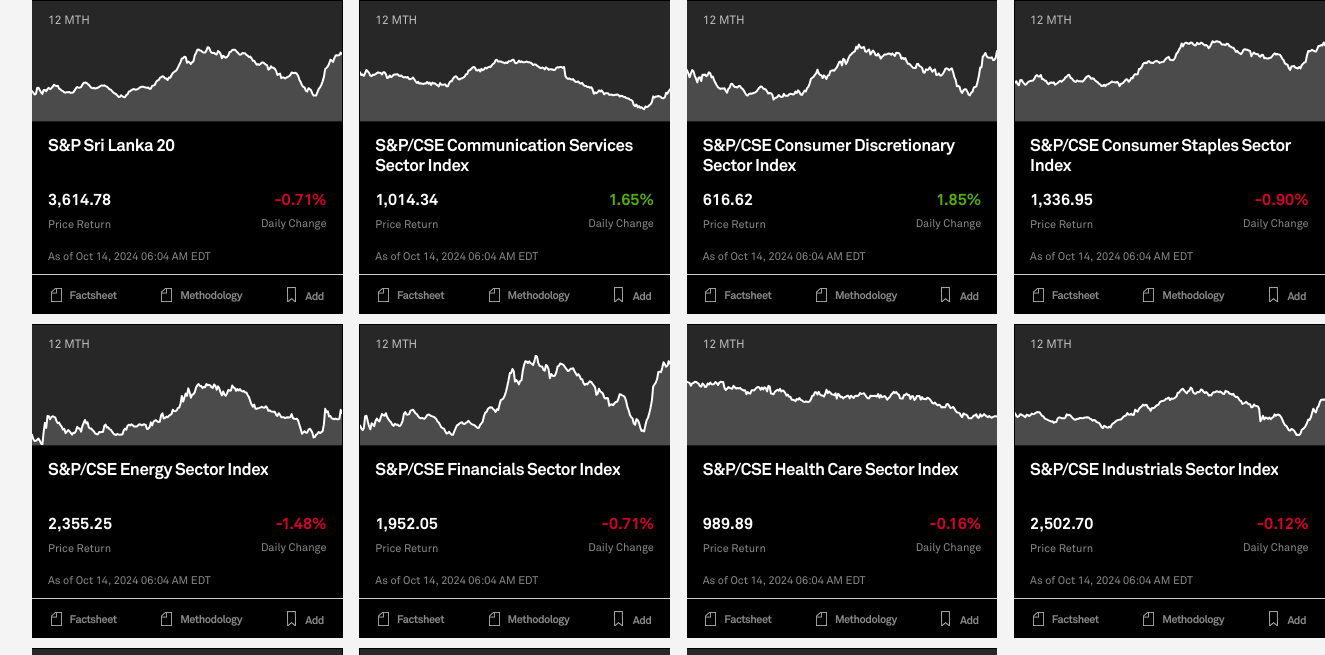 12 MTH
12 MTH
12 MTH
12 MTH
S&P Sri Lanka 20
S&P/CSE Communication Services
Sector Index
S&P/CSE Consumer Discretionary
Sector Index
S&P/CSE Consumer Staples Sector
Index
3,614.78
-0.71%
1,014.34
1.65%
616.62
1.85%
1,336.95
-0.90%
Price Return
Daily Change
Price Return
Daily Change
Price Return
Daily Change
Price Return
Daily Change
As of Oct 14, 2024 06:04 AM EDT
As of Oct 14, 2024 06:04 AM EDT
As of Oct 14, 2024 06:04 AM EDT
As of Oct 14, 2024 06:04 AM EDT
Factsheet
Methodology
Add
Factsheet
Methodology
Add
Factsheet
Methodology
Add
Factsheet
Methodology
Add
12 MTH
12 MTH
12 MTH
12 MTH
S&P/CSE Energy Sector Index
S&P/CSE Financials Sector Index
S&P/CSE Health Care Sector Index
S&P/CSE Industrials Sector Index
2,355.25
-1.48%
1,952.05
-0.71%
989.89
-0.16%
2,502.70
-0.12%
Price Return
Daily Change
Price Return
Daily Change
Price Return
Daily Change
Price Return
Daily Change
As of Oct 14, 2024 06:04 AM EDT
As of Oct 14, 2024 06:04 AM EDT
As of Oct 14, 2024 06:04 AM EDT
As of Oct 14, 2024 06:04 AM EDT
Factsheet
Methodology
Add
Factsheet
Methodology
Add
Factsheet
Methodology
Add
Factsheet
Methodology
Add